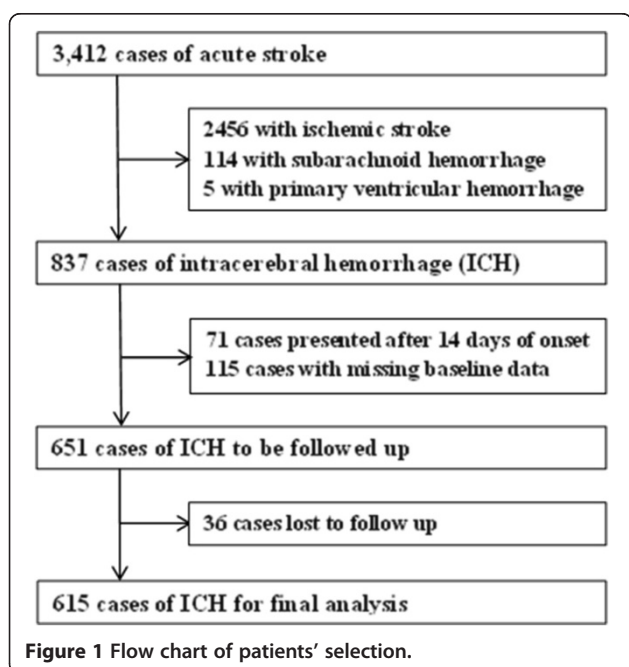 3,412 cases of acute stroke
2456 with ischemic stroke
114 with subarachnoid hemorrhage
5 with primary ventricular hemorrhage
837 cases of intracerebral hemorrhage (ICH)
71 cases presented after 14 days of onset
115 cases with missing baseline data
651 cases of ICH to be followed up
36 cases lost to follow up
615 cases of ICH for final analysis
Figure 1 Flow chart of patients' selection.